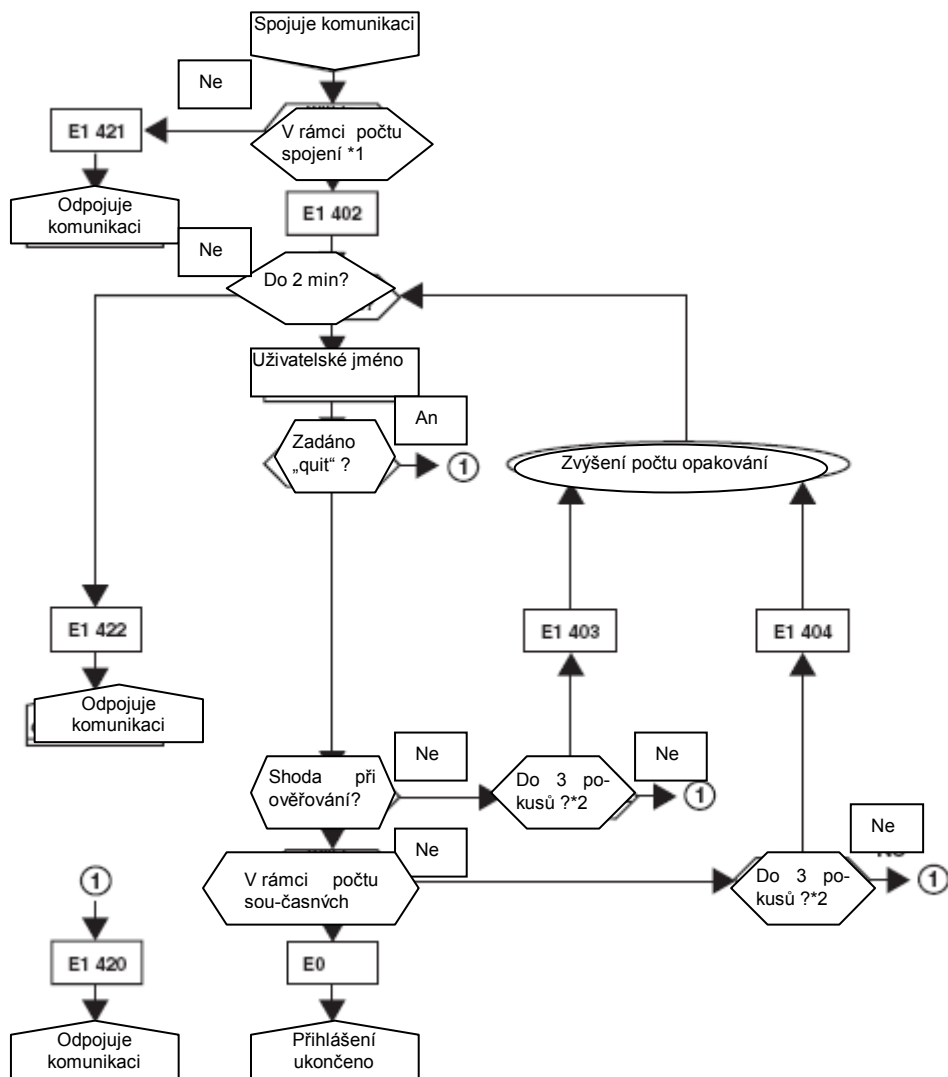 Spojuje komunikaci
Ne
E1 421
V rámci počtu
spojení *1
Odpojuje
komunikaci
E1 402
Ne
Do 2 min?
Uživatelské jméno
An
Zadáno
„quit“ ?
1
Zvýšení počtu opakování
E1 422
E1 403
E1 404
Odpojuje
komunikaci
Ne
Ne
Shoda při
ověřování?
Do 3 po-
kusů ?*2
1
Ne
Ne
V rámci počtu
sou-časných
Do 3 po-
kusů ?*2
1
1
E1 420
E0
Odpojuje
komunikaci
Přihlášení
ukončeno